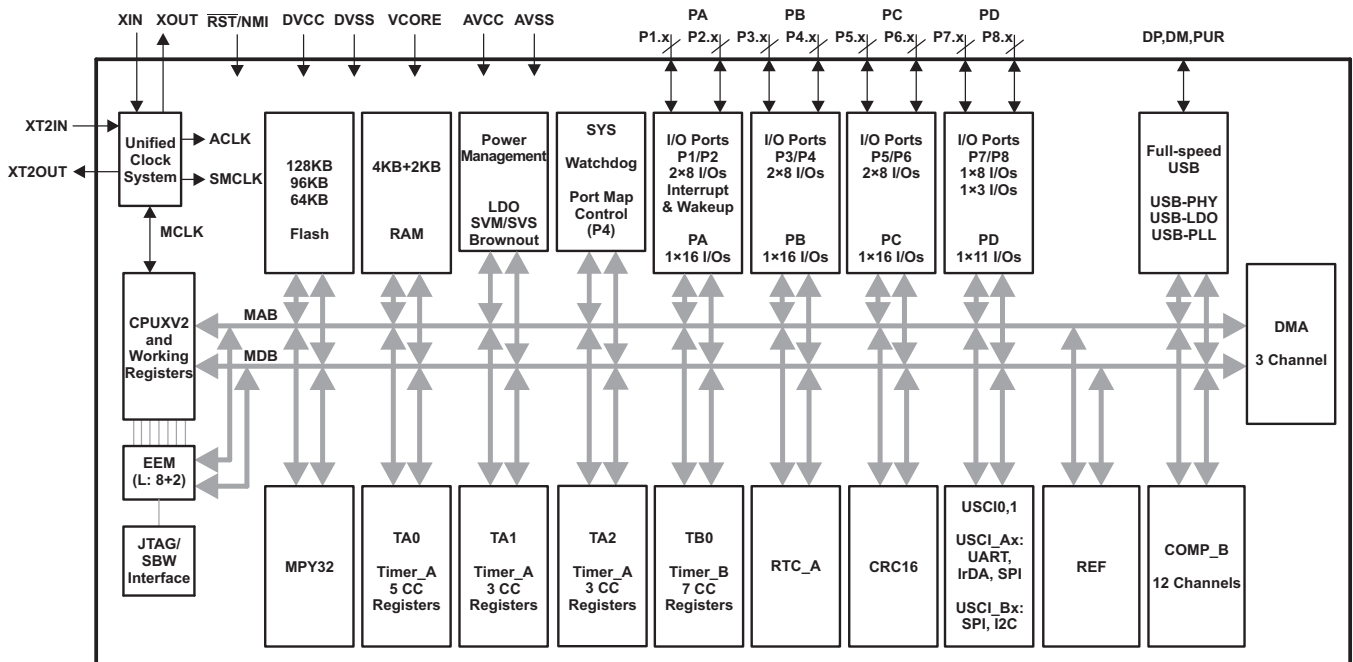 XIN XOUT RST/NMI DVCC DVSS VCORE AVCC AVSS
PA PB PC PD
P1.x P2.x P3.x P4.x P5.x P6.x P7.x P8.x
DP,DM,PUR
XT2IN
XT2OUT
Unified
Clock
System
ACLK
SMCLK
MCLK
128KB
96KB
64KB
Flash
4KB+2KB
RAM
Power
Management
LDO
SVM/SVS
Brownout
SYS
Watchdog
Port Map
Control
(P4)
I/O Ports
P1/P2
2×8 I/Os
Interrupt
& Wakeup
PA
1×16 I/Os
I/O Ports
P3/P4
2×8 I/Os
PB
1×16 I/Os
I/O Ports
P5/P6
2×8 I/Os
PC
1×16 I/Os
I/O Ports
P7/P8
1×8 I/Os
1×3 I/Os
PD
1×11 I/Os
Full-speed
USB
USB-PHY
USB-LDO
USB-PLL
CPUXV2
and
Working
Registers
MAB
MDB
DMA
3 Channel
EEM
(L: 8+2)
JTAG/
SBW
Interface
MPY32
TA0
Timer_A
5 CC
Registers
TA1
Timer_A
3 CC
Registers
TA2
Timer_A
3 CC
Registers
TB0
Timer_B
7 CC
Registers
RTC_A
CRC16
USCI0,1
USCI_Ax:
UART,
IrDA, SPI
USCI_Bx:
SPI, I2C
REF
COMP_B
12 Channels